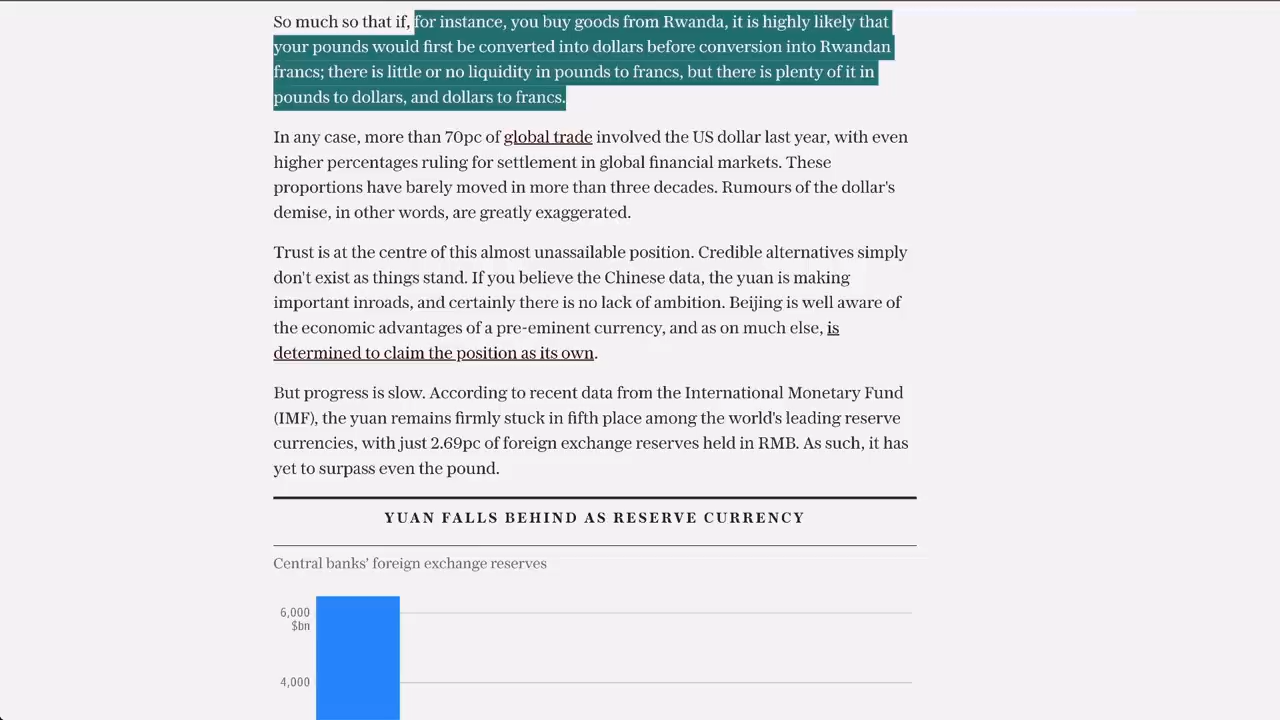 So much so that if, for instance, you buy goods from Rwanda, it is highly likely that
your pounds would first be converted into dollars before conversion into Rwandan
francs; there is little or no liquidity in pounds to francs, but there is plenty of it in
pounds to dollars, and dollars to francs.
In any case, more than 70pc of global trade involved the US dollar last year, with even
higher percentages ruling for settlement in global financial markets. These
proportions have barely moved in more than three decades. Rumours of the dollar's
demise, in other words, are greatly exaggerated.
Trust is at the centre of this almost unassailable position. Credible alternatives simply
don't exist as things stand. If you believe the Chinese data, the yuan is making
important inroads, and certainly there is no lack of ambition. Beijing is well aware of
the economic advantages of a pre-eminent currency, and as on much else, is
determined to claim the position as its own.
But progress is slow. According to recent data from the International Monetary Fund
(IMF), the yuan remains firmly stuck in fifth place among the world's leading reserve
currencies, with just 2.69pc of foreign exchange reserves held in RMB. As such, it has
yet to surpass even the pound.
YUAN FALLS BEHIND AS RESERVE CURRENCY
Central banks' foreign exchange reserves
6,000
$bn
4,000